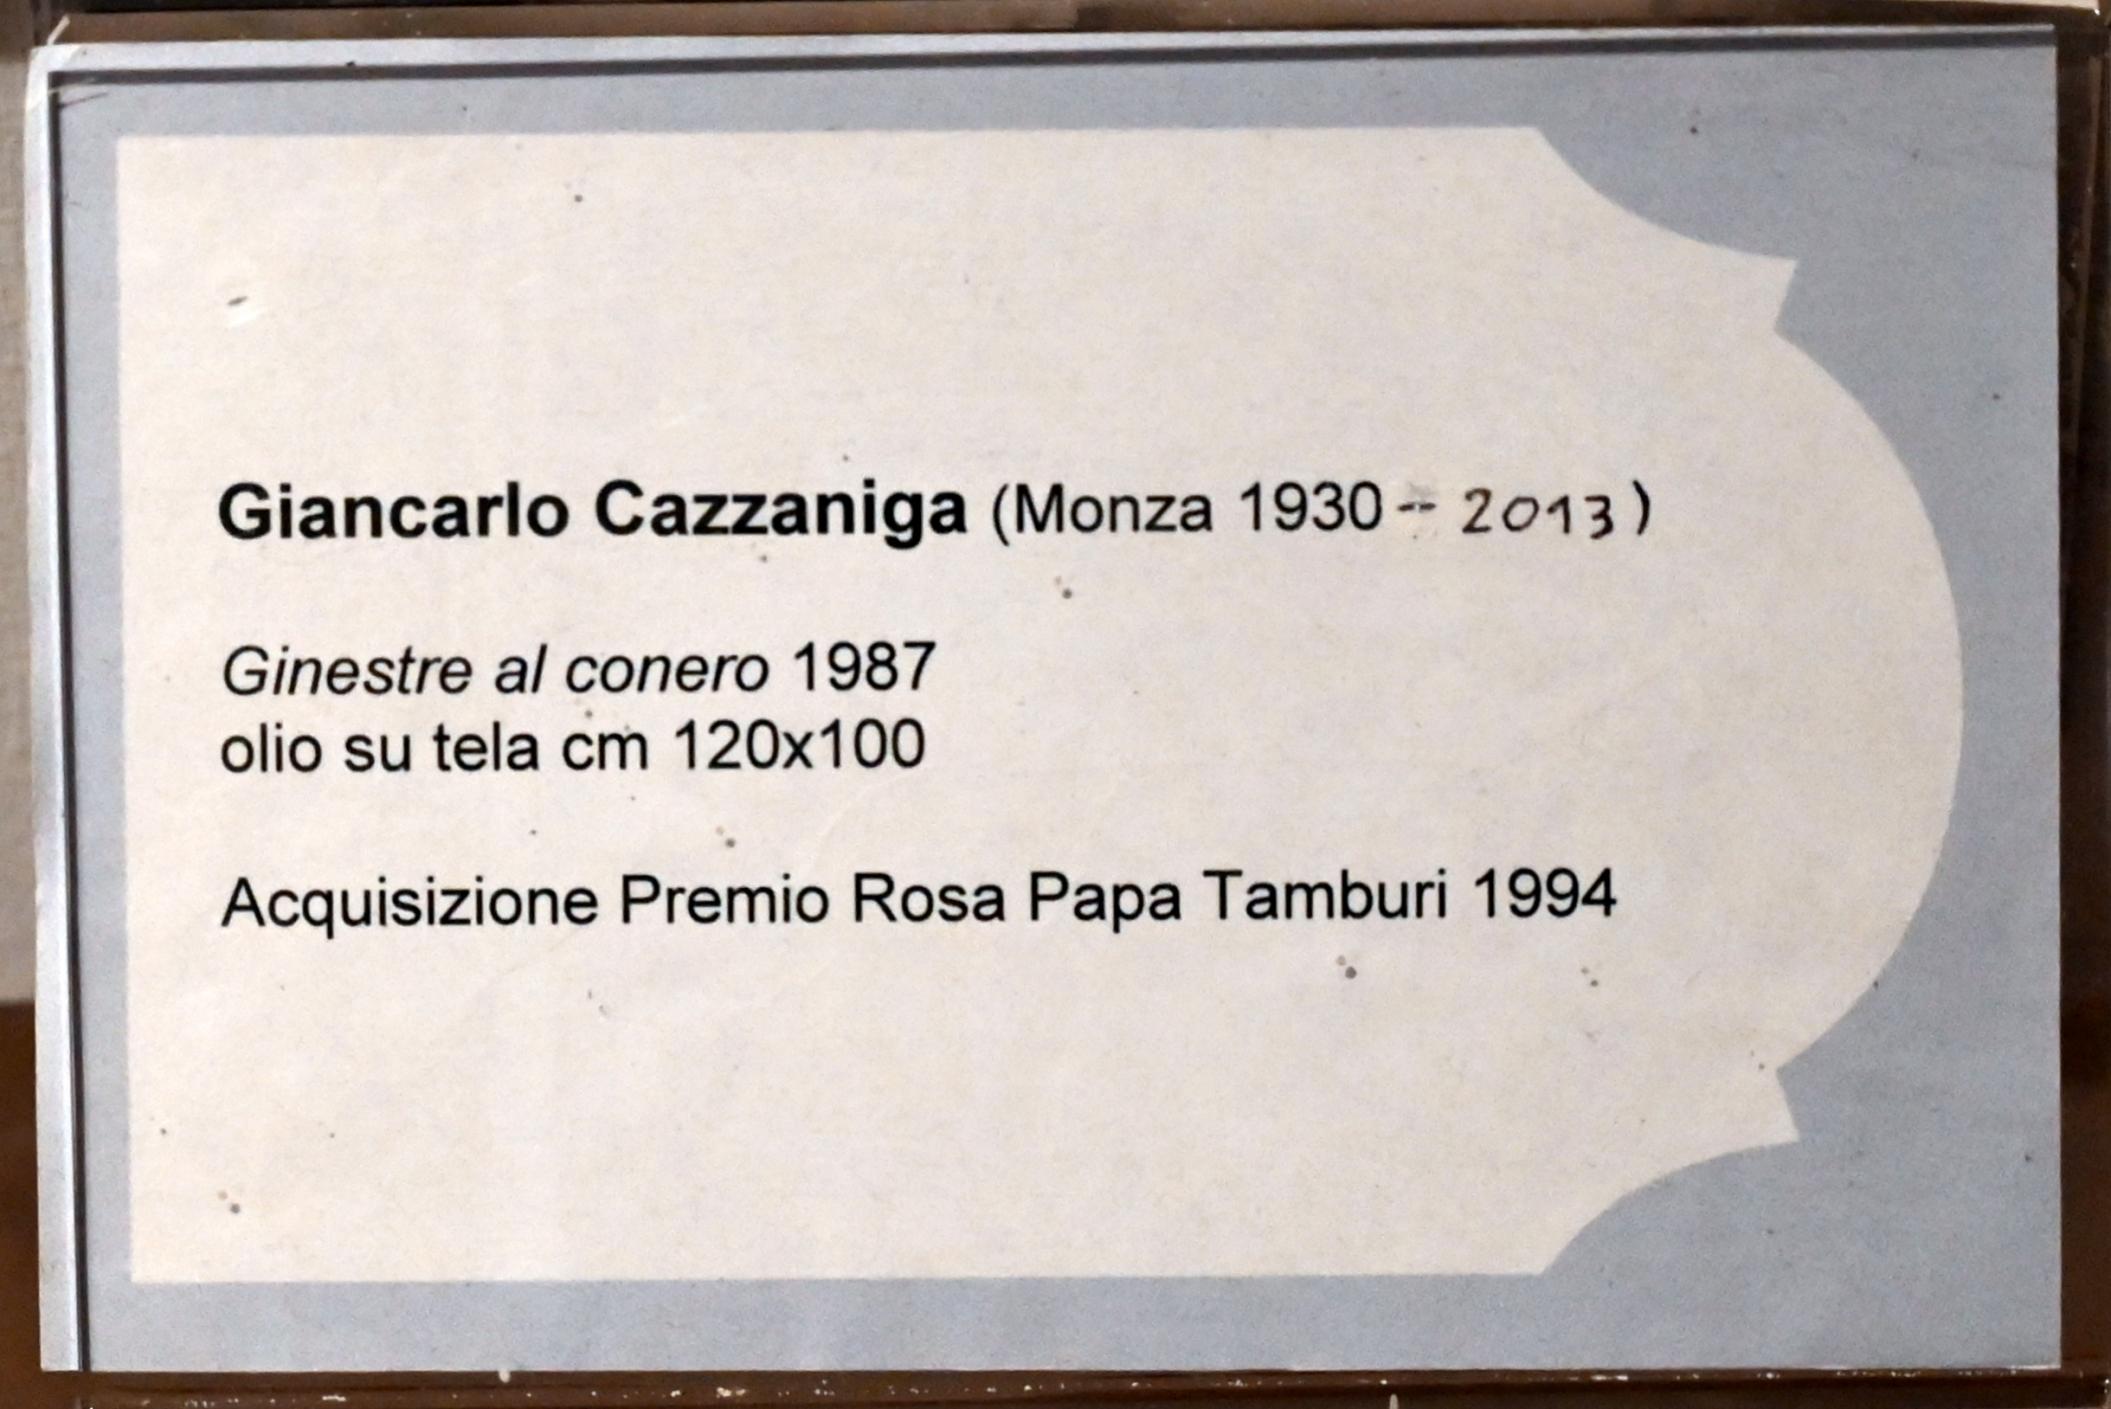 Giancarlo Cazzaniga (Monza 1930 - 2013)
Ginestre al conero 1987
olio su tela cm 120x100
Acquisizione Premio Rosa Papa Tamburi 1994